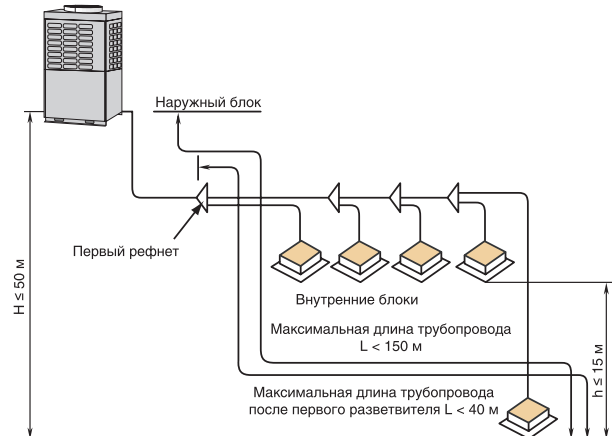 Наружный блок
Первый рефнет
H ≤ 50 м
Внутренние блоки
Максимальная длина трубопровода
L < 150 м
Максимальная длина трубопровода
после первого разветвителя L < 40 м
h ≤ 15 м